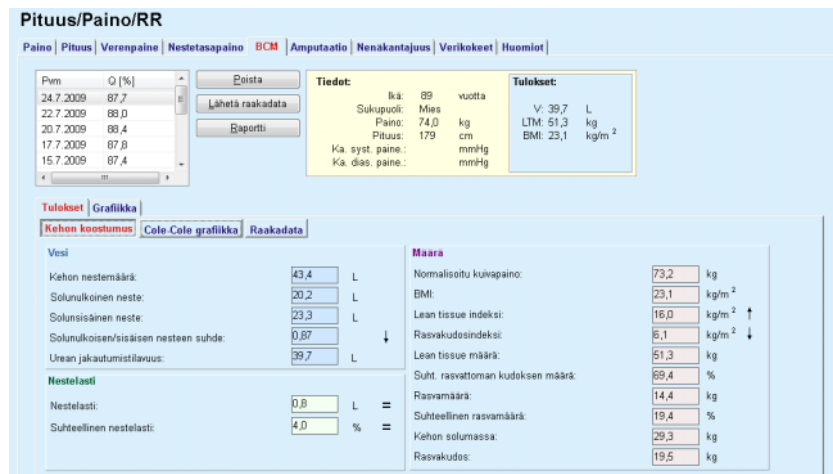 Pituus/Paino/RR
Paino Pituus Verenpaine Nestetasapaino BCM Amputaatio Nenäkantajuus Verikokeet Huomiot
Pvm Q [%]
24.7.2009 87,7
22.7.2009 88,0
20.7.2009 88,4
17.7.2009 87,8
15.7.2009 87,4
Poista
Lähetä raakadata
Raportti
Tiedot:
Ikä: 89 vuotta
Sukupuoli: Mies
Paino: 74,0 kg
Pituus: 179 cm
Ka. syst. paine.: mmHg
Ka. dias. paine.: mmHg
Tulokset:
V: 39,7 L
LTM: 51,3 kg
BMI: 23,1 kg/m 2
Tulokset Grafiikka
Kehon koostumus Cole-Cole grafiikka Raakadata
Vesi
Kehon nestemäärä: 43,4 L
Solunulkoinen neste: 20,2 L
Solunsisäinen neste: 23,3 L
Solunulkoisen/sisäisen nesteen suhde: 0,87 ↓
Urean jakautumistilavuus: 39,7 L
Nestelasti
Nestelasti: 0,8 L =
Suhteellinen nestelasti: 4,0 % =
Määrä
Normalisoitu kuivapaino: 73,2 kg
BMI: 23,1 kg/m 2
Lean tissue indeksi: 16,0 kg/m 2 ↑
Rasvakudosindeksi: 6,1 kg/m 2 ↓
Lean tissue määrä: 51,3 kg
Suht. rasvattoman kudoksen määrä: 69,4 %
Rasvamäärä: 14,4 kg
Suhteellinen rasvamäärä: 19,4 %
Kehon solumassa: 29,3 kg
Rasvakudos: 19,5 kg